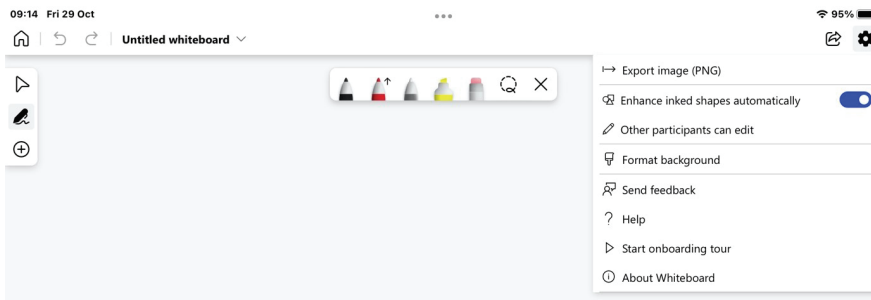 09:14 Fri 29 Oct
95%
Untitled whiteboard
Export image (PNG)
Enhance inked shapes automatically
Other participants can edit
Format background
Send feedback
Help
Start onboarding tour
About Whiteboard